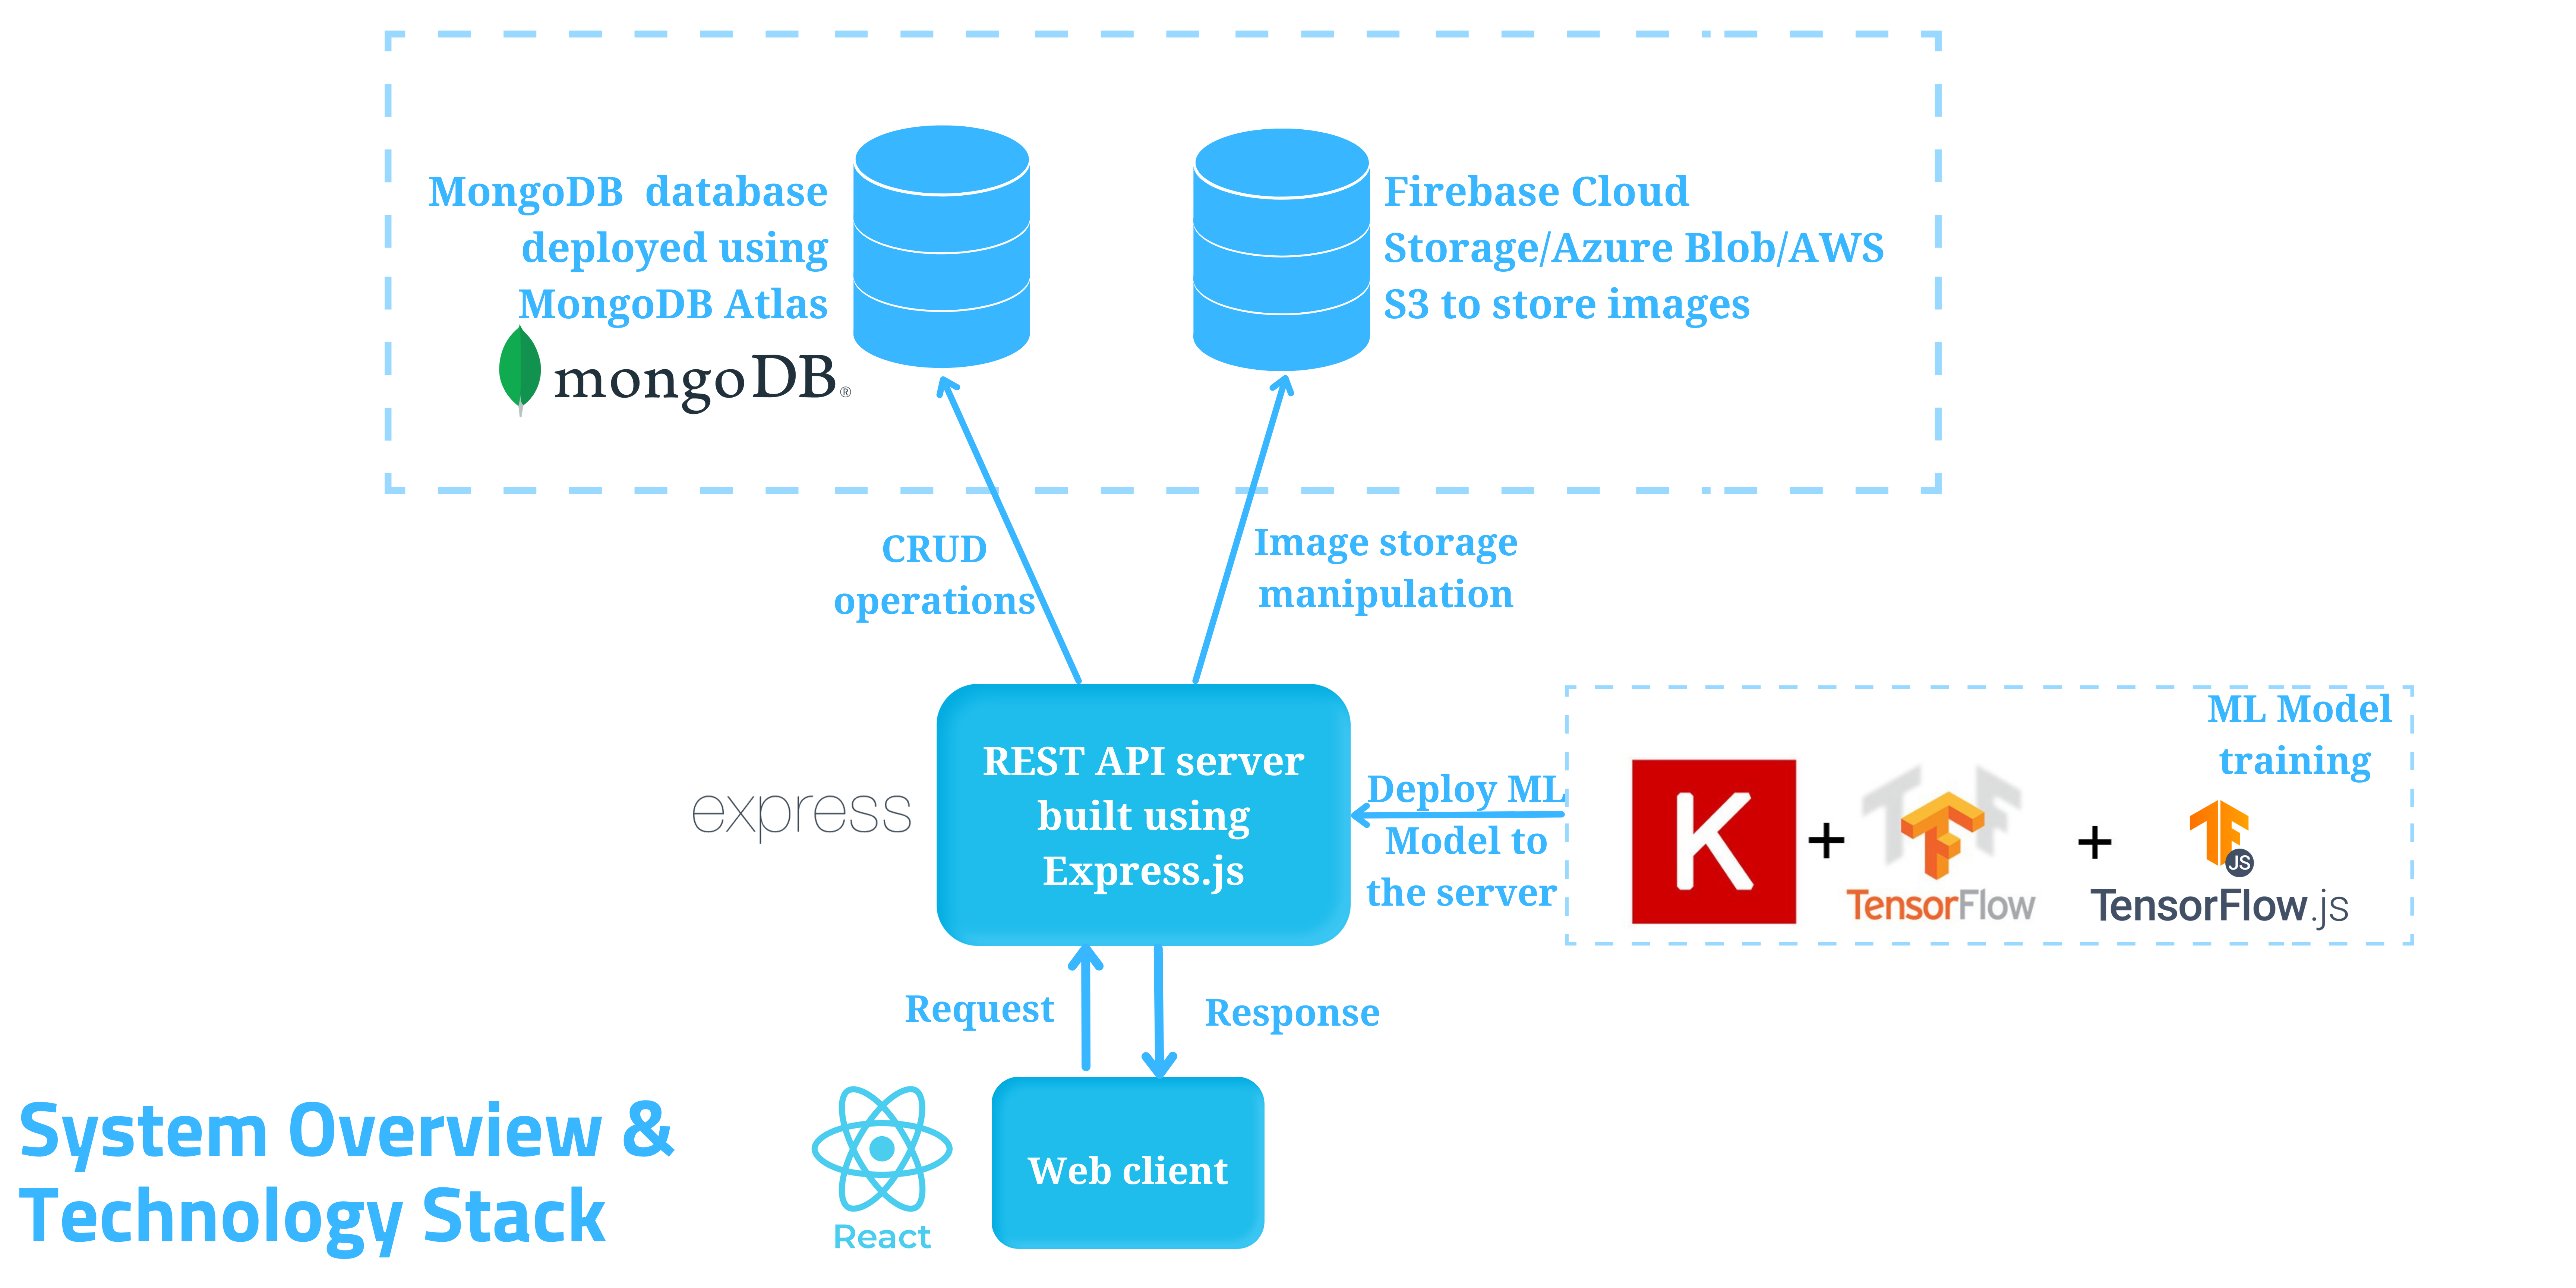 MongoDB  database
deployed using
MongoDB Atlas
mongoDB®
Firebase Cloud
Storage/Azure Blob/AWS
S3 to store images
CRUD
operations
Image storage
manipulation
express
REST API server
built using
Express.js
Deploy ML
Model to
the server
ML Model
training
K
+
TensorFlow
+
JS
TensorFlow.js
Request
Response
System Overview &
Technology Stack
React
Web client